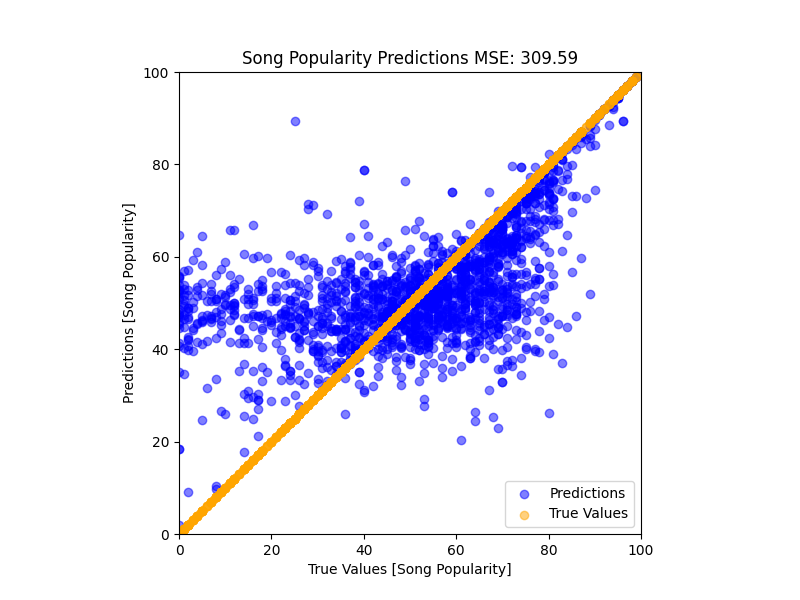 Song Popularity Predictions MSE: 309.59
100
80
60
40
20
0
Predictions [Song Popularity]
Predictions
True Values
0 20 40 60 80 100
True Values [Song Popularity]